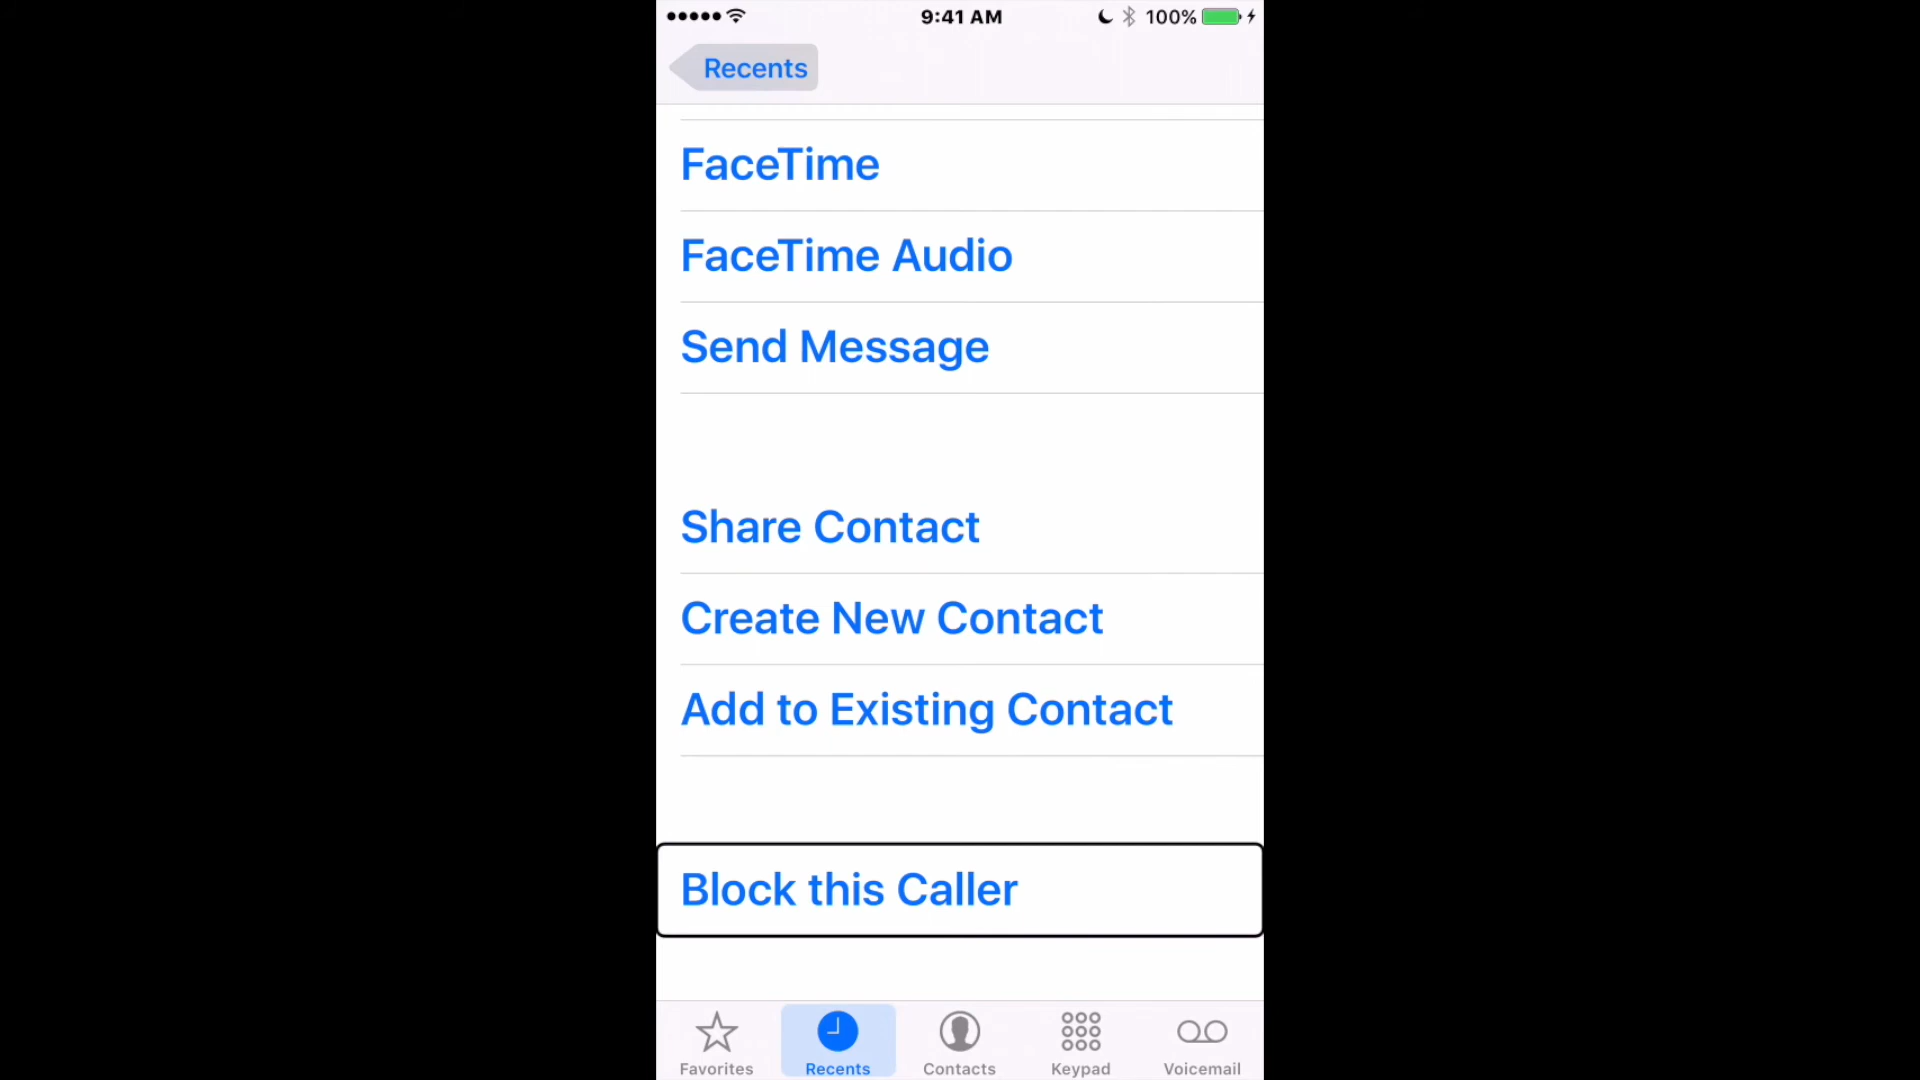 9:41 AM
100%
Recents
FaceTime
FaceTime Audio
Send Message
Share Contact
Create New Contact
Add to Existing Contact
Block this Caller
Favorites
Recents
Contacts
Keypad
Voicemail